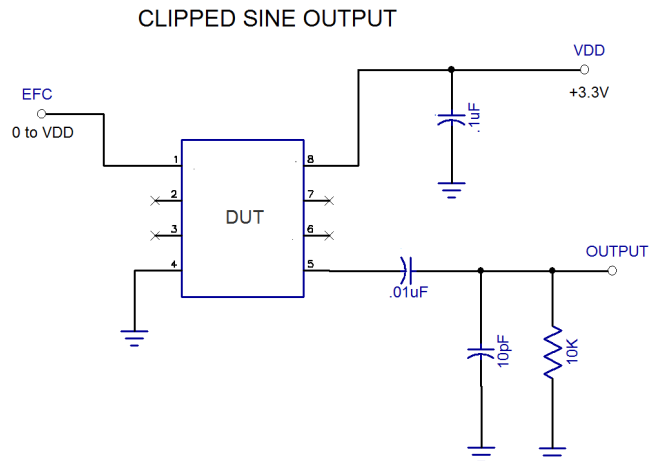 CLIPPED SINE OUTPUT
VDD
+3.3V
EFC
0 to VDD
.1uF
1
8
2
7
DUT
3
6
4
5
OUTPUT
.01uF
10pF
10K